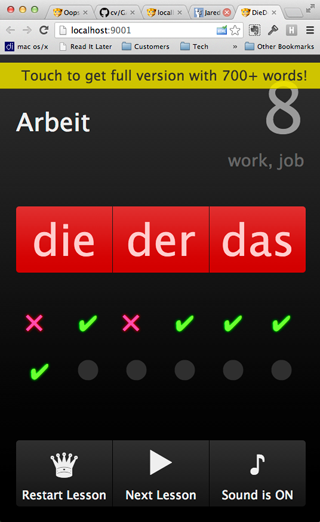 Oops
cv/G
local
Jared
DieD
localhost:9001
di mac os/x Read It Later Customers Tech » Other Bookmarks
Touch to get full version with 700+ words!
8
Arbeit
work, job
die der das
Restart Lesson Next Lesson Sound is ON